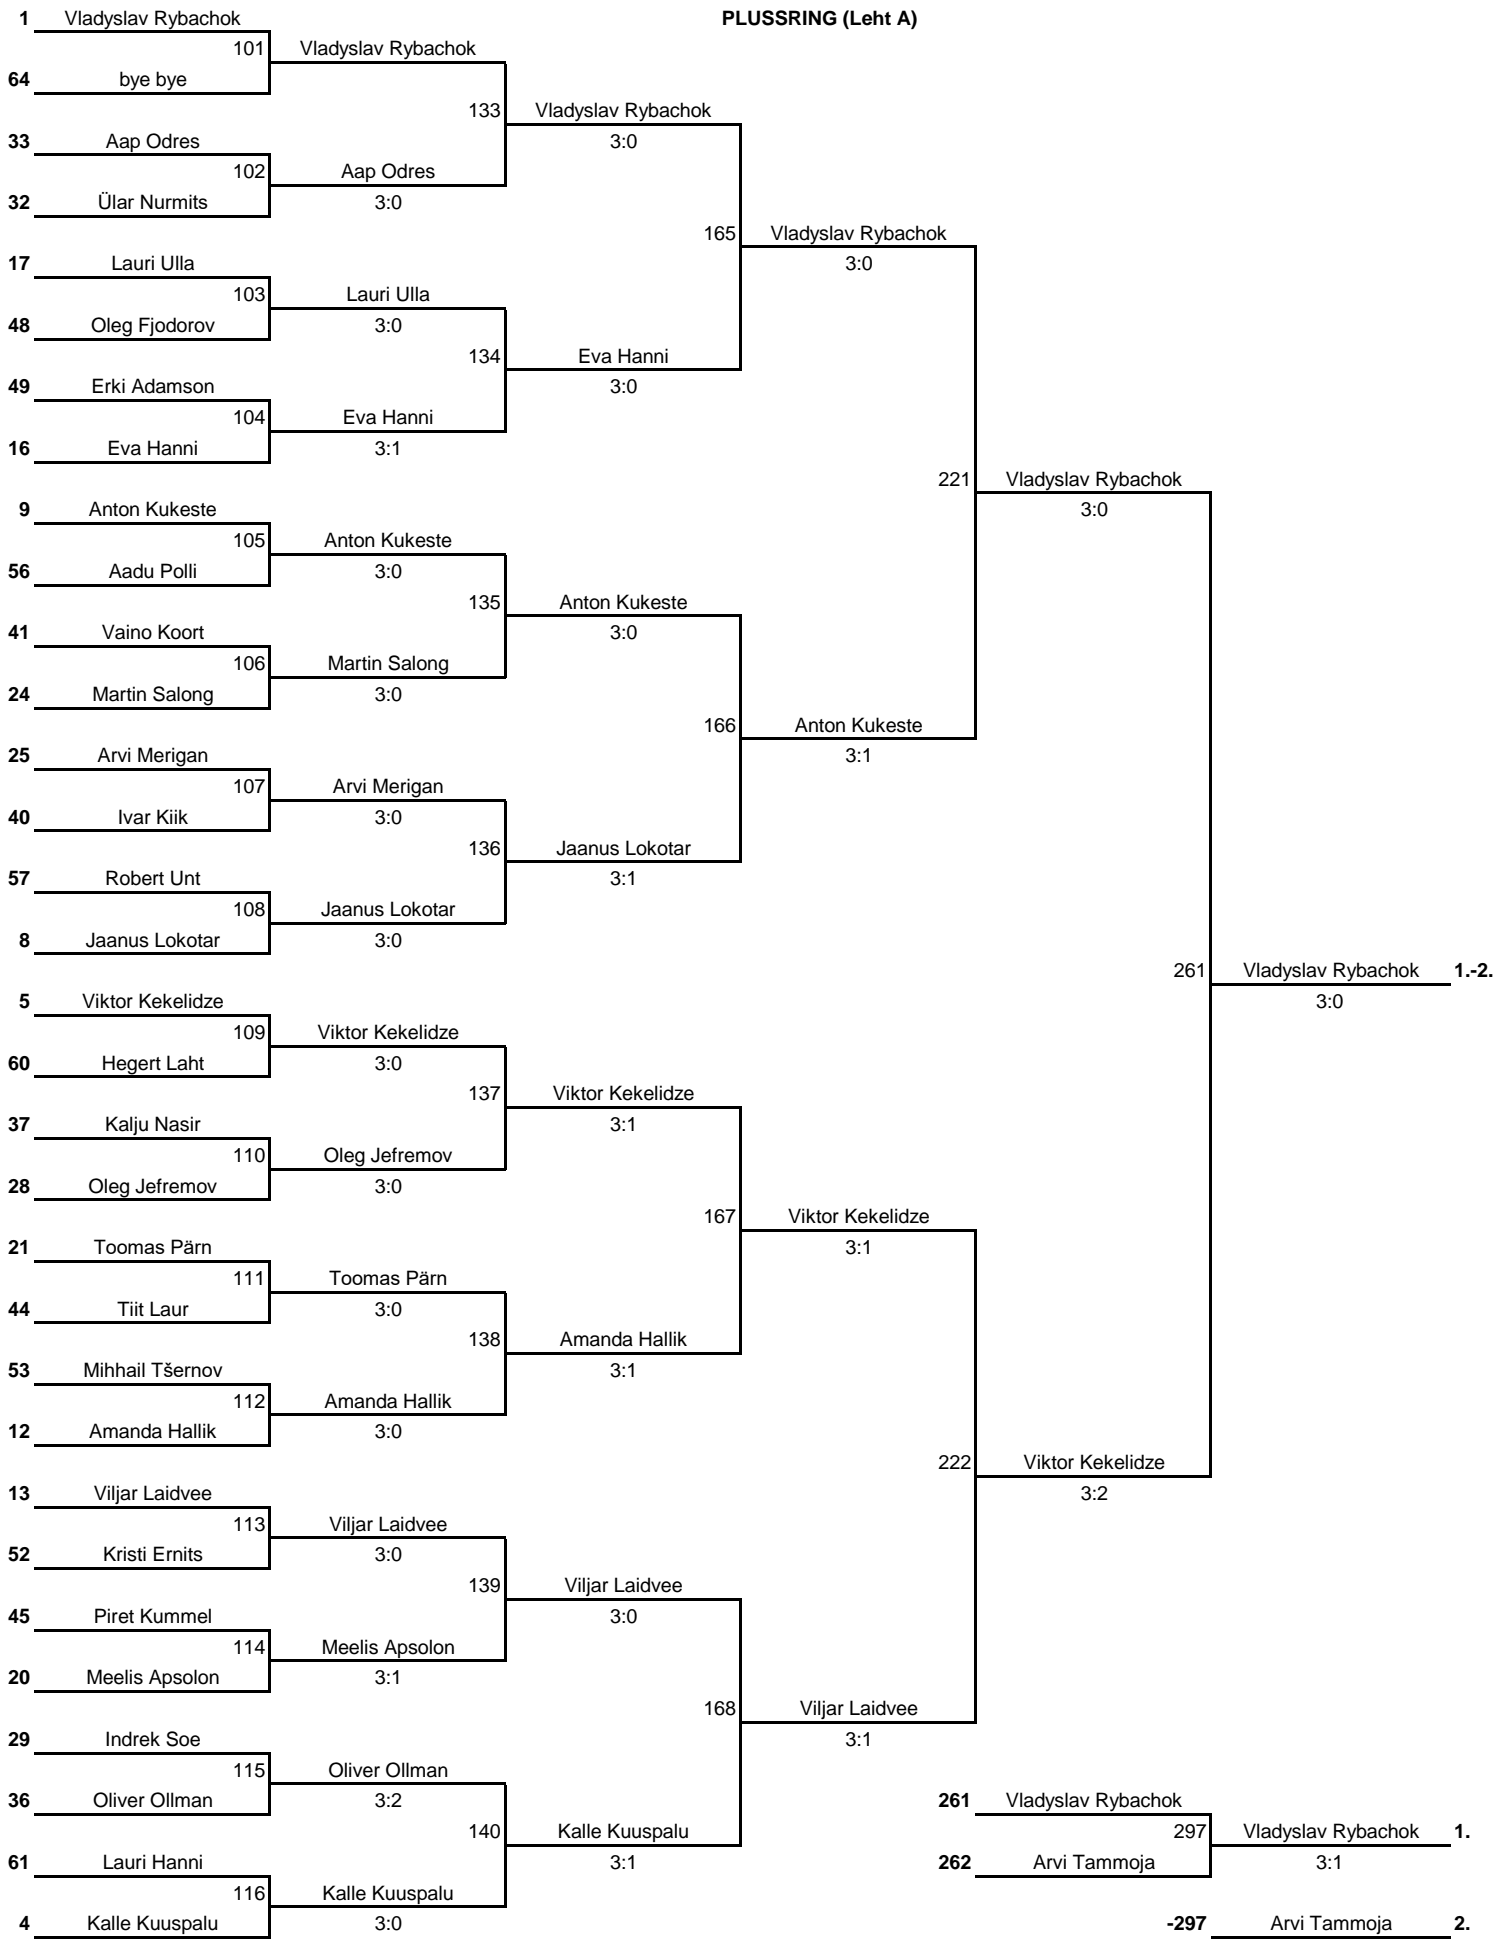 PLUSSRING (Leht A)
1 Vladyslav Rybachok
101 Vladyslav Rybachok
64 bye bye
133 Vladyslav Rybachok
33 Aap Odres 3:0
102 Aap Odres
32 Ülar Nurmits 3:0
165 Vladyslav Rybachok
17 Lauri Ulla 3:0
103 Lauri Ulla
48 Oleg Fjodorov 3:0
134 Eva Hanni
49 Erki Adamson 3:0
104 Eva Hanni
16 Eva Hanni 3:1
221 Vladyslav Rybachok
9 Anton Kukeste 3:0
105 Anton Kukeste
56 Aadu Polli 3:0
135 Anton Kukeste
41 Vaino Koort 3:0
106 Martin Salong
24 Martin Salong 3:0
166 Anton Kukeste
25 Arvi Merigan 3:1
107 Arvi Merigan
40 Ivar Kiik 3:0
136 Jaanus Lokotar
57 Robert Unt 3:1
108 Jaanus Lokotar
8 Jaanus Lokotar 3:0
261 Vladyslav Rybachok 1.-2.
5 Viktor Kekelidze 3:0
109 Viktor Kekelidze
60 Hegert Laht 3:0
137 Viktor Kekelidze
37 Kalju Nasir 3:1
110 Oleg Jefremov
28 Oleg Jefremov 3:0
167 Viktor Kekelidze
21 Toomas Pärn 3:1
111 Toomas Pärn
44 Tiit Laur 3:0
138 Amanda Hallik
53 Mihhail Tšernov 3:1
112 Amanda Hallik
12 Amanda Hallik 3:0
222 Viktor Kekelidze
13 Viljar Laidvee 3:2
113 Viljar Laidvee
52 Kristi Ernits 3:0
139 Viljar Laidvee
45 Piret Kummel 3:0
114 Meelis Apsolon
20 Meelis Apsolon 3:1
168 Viljar Laidvee
29 Indrek Soe 3:1
115 Oliver Ollman
36 Oliver Ollman 3:2 261 Vladyslav Rybachok
140 Kalle Kuuspalu 297 Vladyslav Rybachok 1.
61 Lauri Hanni 3:1 262 Arvi Tammoja 3:1
116 Kalle Kuuspalu
4 Kalle Kuuspalu 3:0 -297 Arvi Tammoja 2.